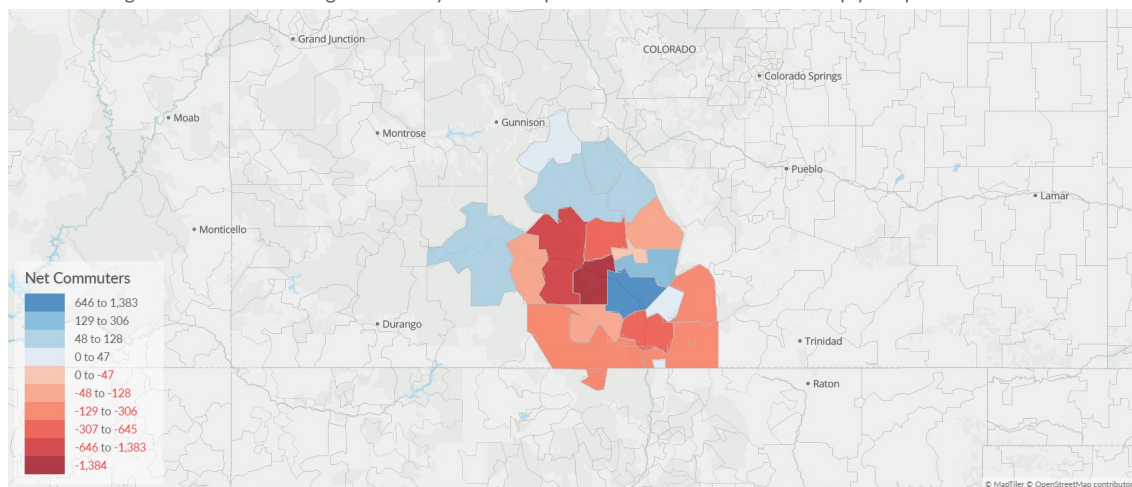 Grand Junction
COLORADO
Colorado Springs
Moab
Gunnison
Montrose
Pueblo
Lamar
Monticello
Net Commuters
646 to 1,383
129 to 306
48 to 128
0 to 47
0 to -47
-48 to -128
-129 to -306
-307 to -645
-646 to -1,383
-1,384
Durango
Trinidad
Raton
© MapTiler © OpenStreetMap contributor